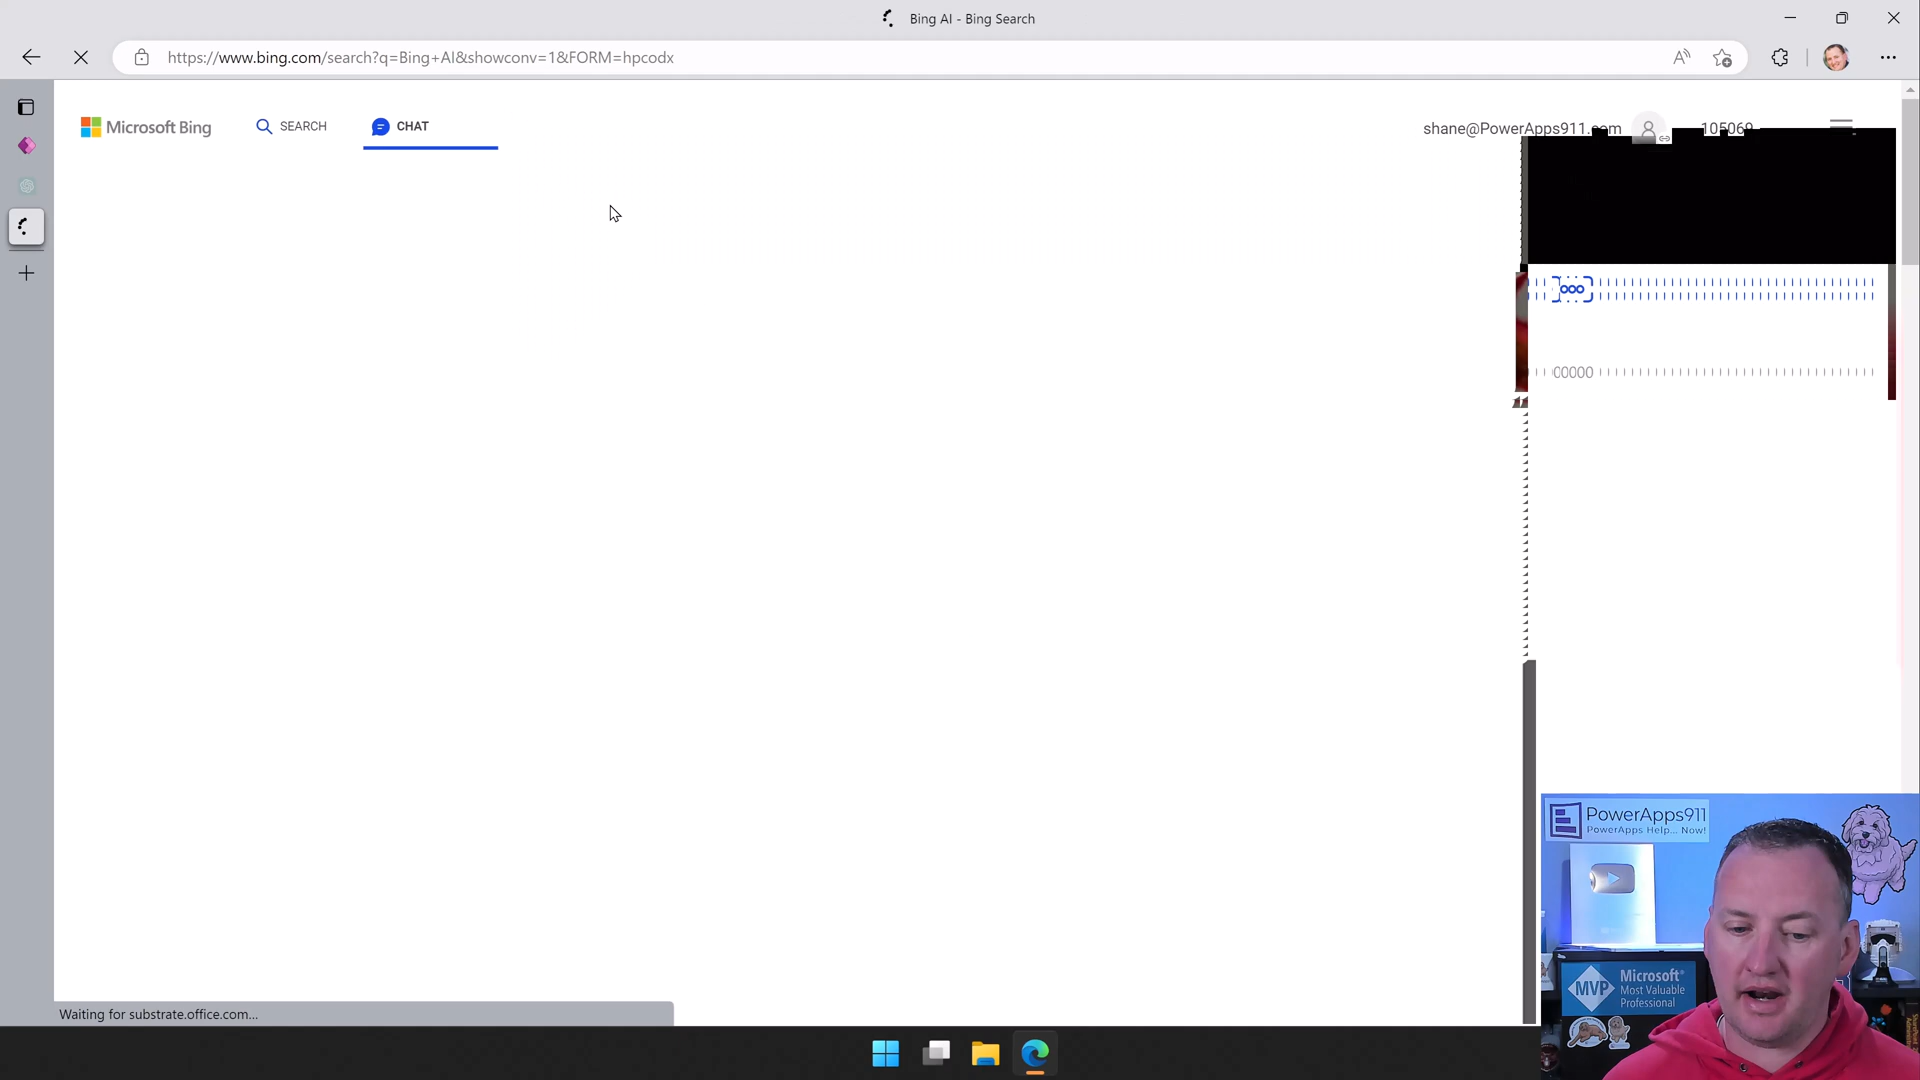 Bing AI - Bing Search
https://www.bing.com/search?q=Bing+AI&showconv=1&FORM=hpcodx
Microsoft Bing
SEARCH
CHAT
shane@PowerApps911.com
105069
Waiting for substrate.office.com...
PowerApps911
PowerApps Help... Now!
MVP
Microsoft®
Most Valuable
Professional